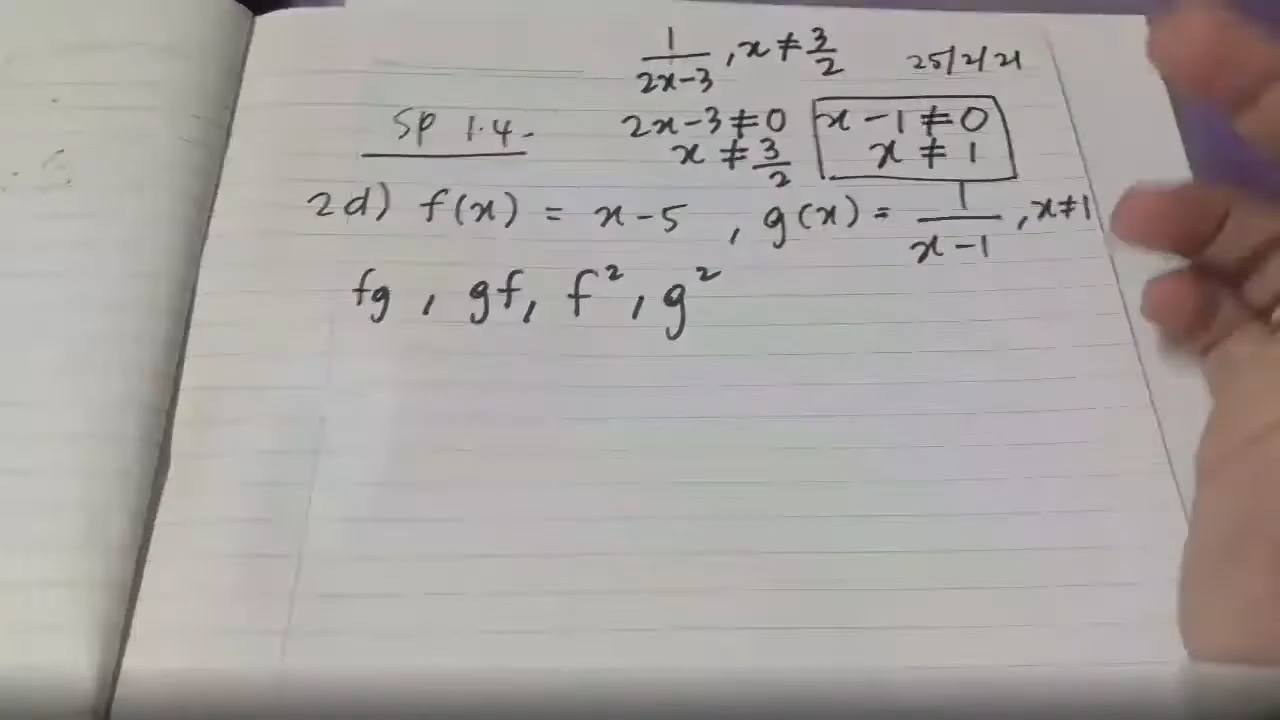 1/(2x-3), x ≠ 3/2 25/2/21
SP 1.4.
2x-3 ≠ 0 x-1 ≠ 0
x ≠ 3/2 x ≠ 1
2d) f(x) = x-5, g(x) = 1/(x-1), x ≠ 1
fg, gf, f², g²